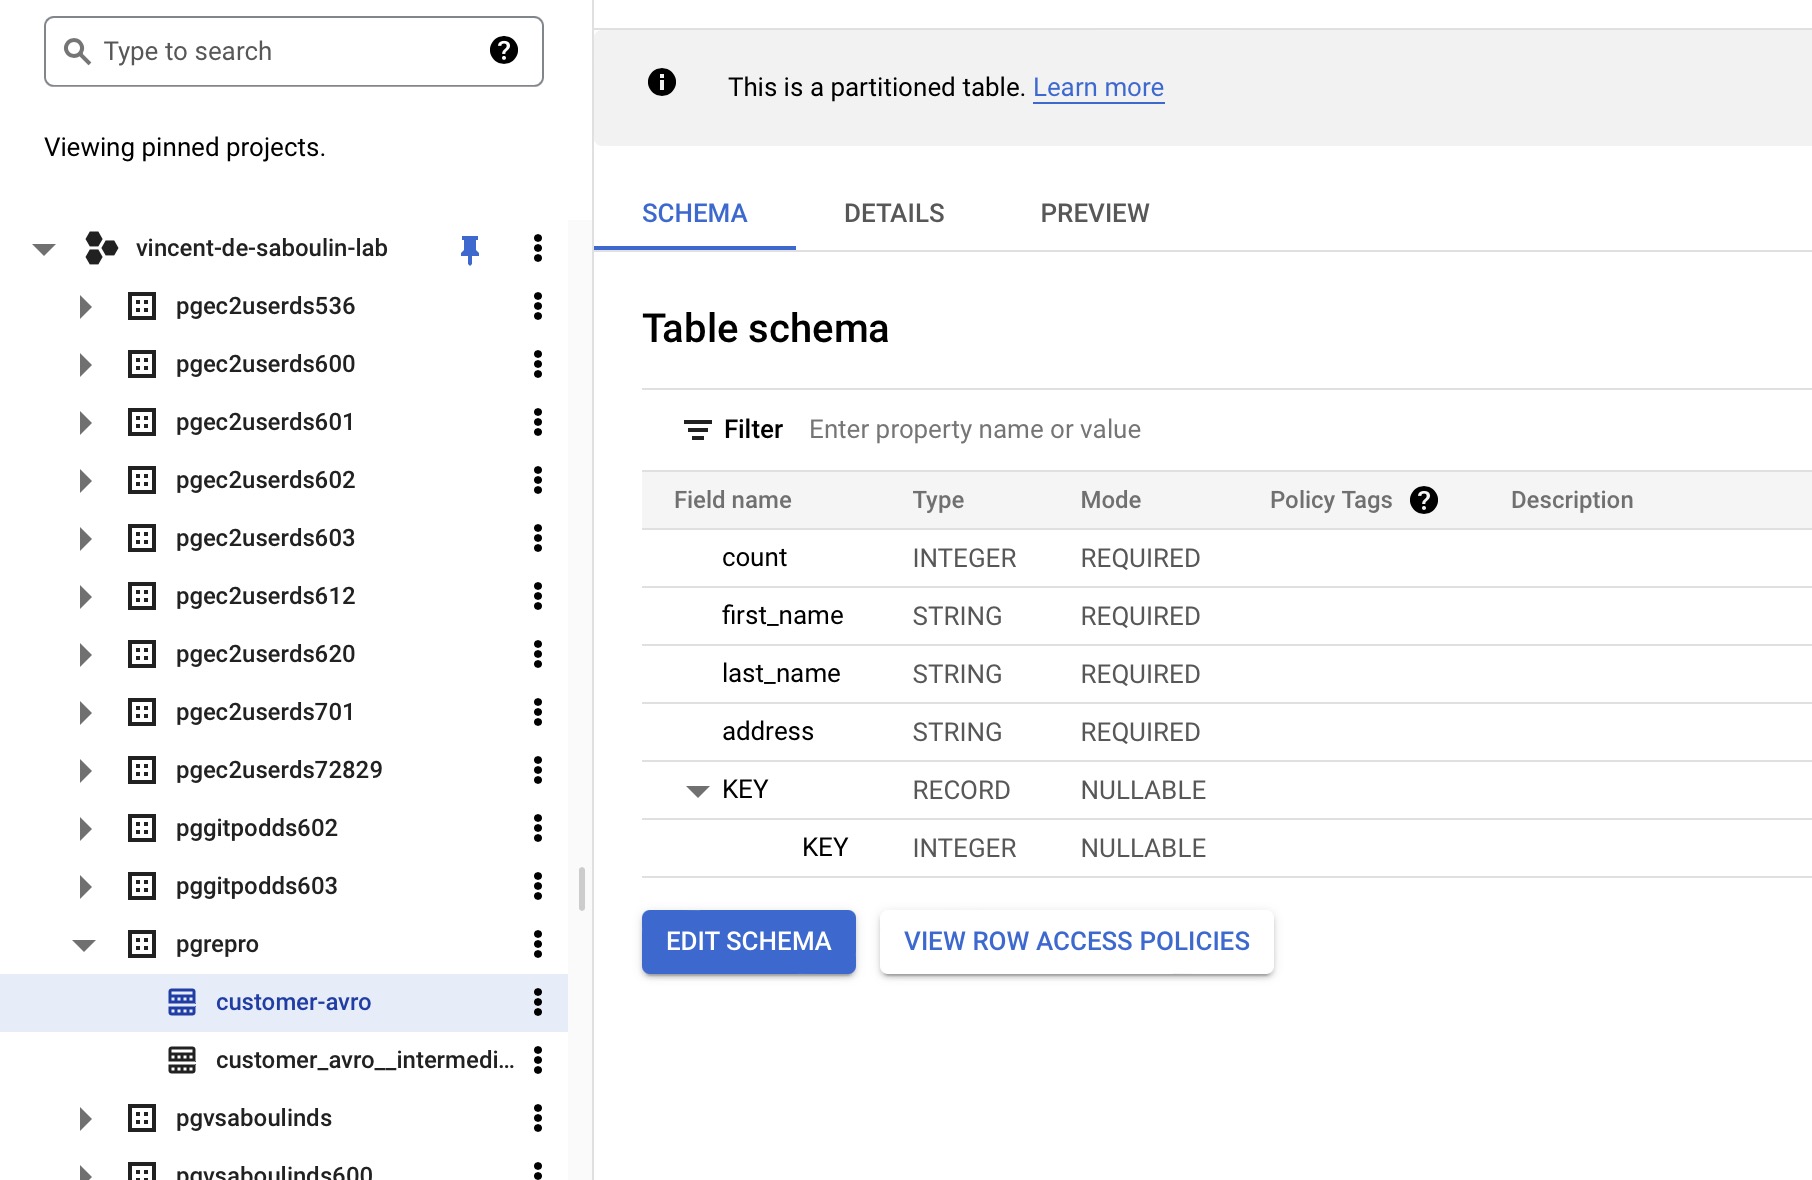 Type to search
Viewing pinned projects.
vincent-de-saboulin-lab
pgec2userds536
pgec2userds600
pgec2userds601
pgec2userds602
pgec2userds603
pgec2userds612
pgec2userds620
pgec2userds701
pgec2userds72829
pggitpodds602
pggitpodds603
pgrepro
customer-avro
customer_avro__intermedi...
pgvsaboulinds
pgvsaboulinds600
This is a partitioned table. Learn more
SCHEMA DETAILS PREVIEW
Table schema
Filter Enter property name or value
Field name Type Mode Policy Tags Description
count INTEGER REQUIRED
first_name STRING REQUIRED
last_name STRING REQUIRED
address STRING REQUIRED
KEY RECORD NULLABLE
KEY INTEGER NULLABLE
EDIT SCHEMA VIEW ROW ACCESS POLICIES